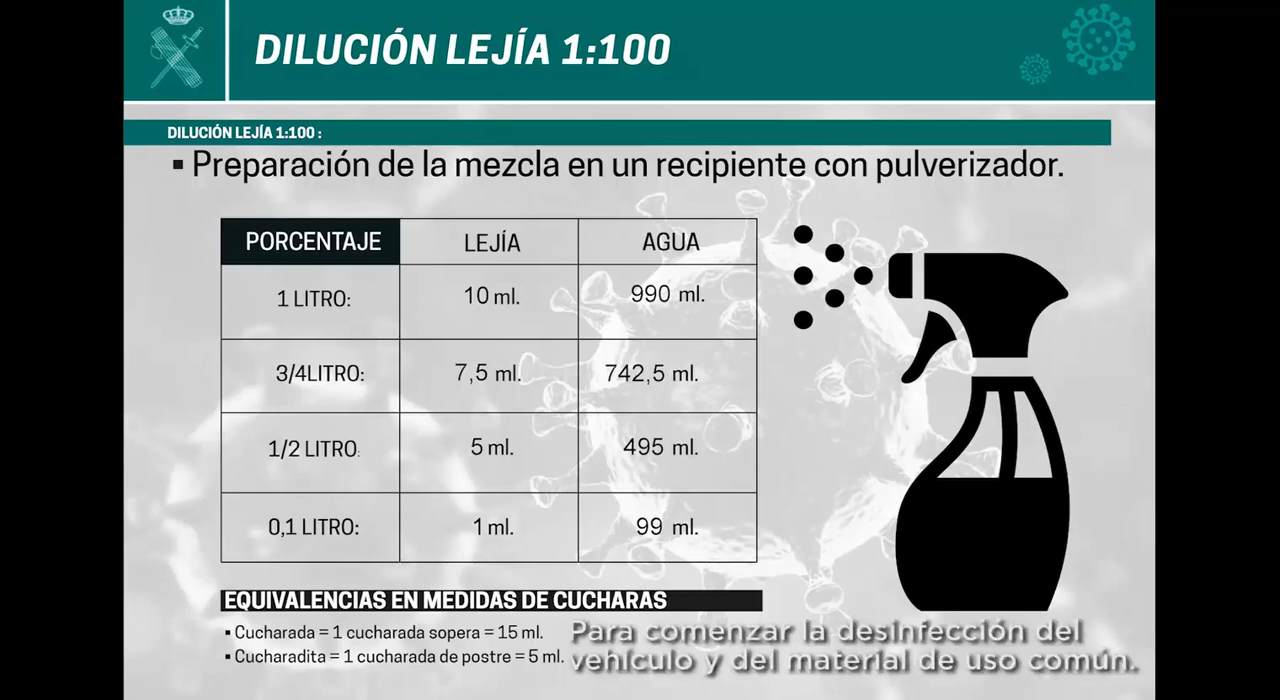 DILUCIÓN LEJÍA 1:100
DILUCIÓN LEJÍA 1:100 :
▪ Preparación de la mezcla en un recipiente con pulverizador.
PORCENTAJE LEJÍA AGUA
1 LITRO: 10 ml. 990 ml.
3/4LITRO: 7,5 ml. 742,5 ml.
1/2 LITRO: 5 ml. 495 ml.
0,1 LITRO: 1 ml. 99 ml.
EQUIVALENCIAS EN MEDIDAS DE CUCHARAS
▪ Cucharada = 1 cucharada sopera = 15 ml.
▪ Cucharadita = 1 cucharada de postre = 5 ml.
Para comenzar la desinfección del
vehículo y del material de uso común.